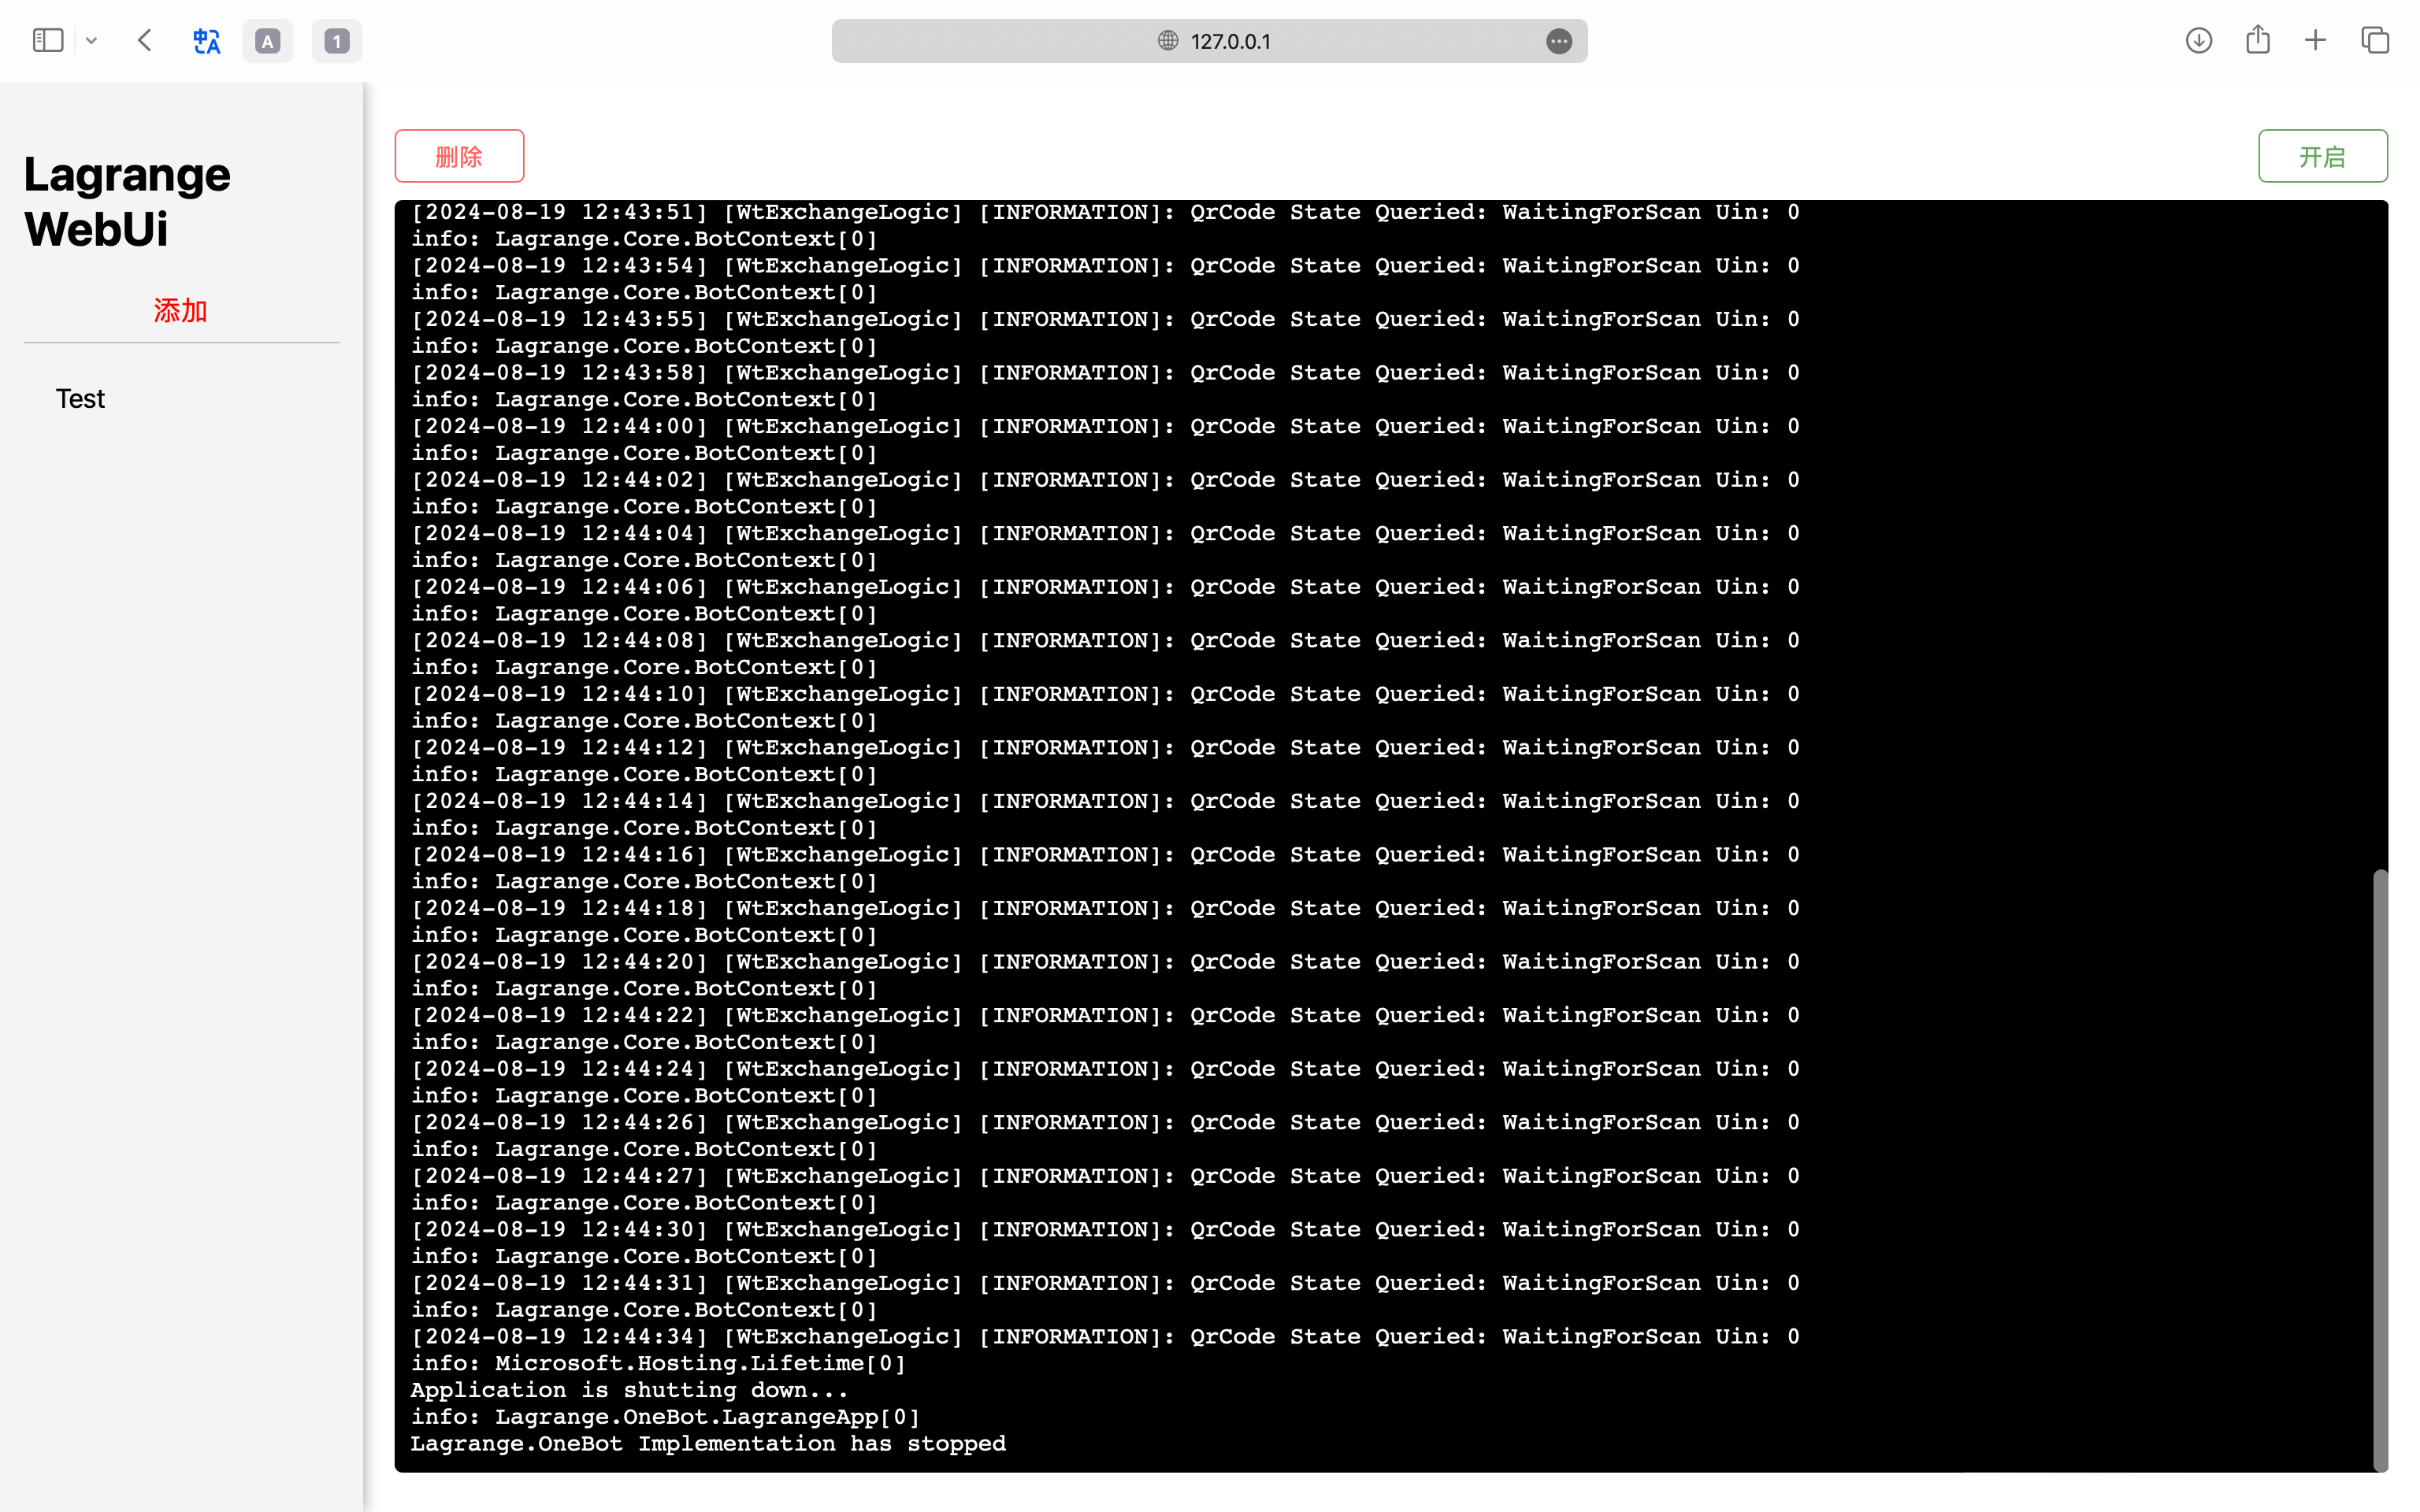 A
1
127.0.0.1
Lagrange
WebUi
添加
Test
删除
开启
[2024-08-19 12:43:51] [WtExchangeLogic] [INFORMATION]: QrCode State Queried: WaitingForScan Uin: 0
info: Lagrange.Core.BotContext[0]
[2024-08-19 12:43:54] [WtExchangeLogic] [INFORMATION]: QrCode State Queried: WaitingForScan Uin: 0
info: Lagrange.Core.BotContext[0]
[2024-08-19 12:43:55] [WtExchangeLogic] [INFORMATION]: QrCode State Queried: WaitingForScan Uin: 0
info: Lagrange.Core.BotContext[0]
[2024-08-19 12:43:58] [WtExchangeLogic] [INFORMATION]: QrCode State Queried: WaitingForScan Uin: 0
info: Lagrange.Core.BotContext[0]
[2024-08-19 12:44:00] [WtExchangeLogic] [INFORMATION]: QrCode State Queried: WaitingForScan Uin: 0
info: Lagrange.Core.BotContext[0]
[2024-08-19 12:44:02] [WtExchangeLogic] [INFORMATION]: QrCode State Queried: WaitingForScan Uin: 0
info: Lagrange.Core.BotContext[0]
[2024-08-19 12:44:04] [WtExchangeLogic] [INFORMATION]: QrCode State Queried: WaitingForScan Uin: 0
info: Lagrange.Core.BotContext[0]
[2024-08-19 12:44:06] [WtExchangeLogic] [INFORMATION]: QrCode State Queried: WaitingForScan Uin: 0
info: Lagrange.Core.BotContext[0]
[2024-08-19 12:44:08] [WtExchangeLogic] [INFORMATION]: QrCode State Queried: WaitingForScan Uin: 0
info: Lagrange.Core.BotContext[0]
[2024-08-19 12:44:10] [WtExchangeLogic] [INFORMATION]: QrCode State Queried: WaitingForScan Uin: 0
info: Lagrange.Core.BotContext[0]
[2024-08-19 12:44:12] [WtExchangeLogic] [INFORMATION]: QrCode State Queried: WaitingForScan Uin: 0
info: Lagrange.Core.BotContext[0]
[2024-08-19 12:44:14] [WtExchangeLogic] [INFORMATION]: QrCode State Queried: WaitingForScan Uin: 0
info: Lagrange.Core.BotContext[0]
[2024-08-19 12:44:16] [WtExchangeLogic] [INFORMATION]: QrCode State Queried: WaitingForScan Uin: 0
info: Lagrange.Core.BotContext[0]
[2024-08-19 12:44:18] [WtExchangeLogic] [INFORMATION]: QrCode State Queried: WaitingForScan Uin: 0
info: Lagrange.Core.BotContext[0]
[2024-08-19 12:44:20] [WtExchangeLogic] [INFORMATION]: QrCode State Queried: WaitingForScan Uin: 0
info: Lagrange.Core.BotContext[0]
[2024-08-19 12:44:22] [WtExchangeLogic] [INFORMATION]: QrCode State Queried: WaitingForScan Uin: 0
info: Lagrange.Core.BotContext[0]
[2024-08-19 12:44:24] [WtExchangeLogic] [INFORMATION]: QrCode State Queried: WaitingForScan Uin: 0
info: Lagrange.Core.BotContext[0]
[2024-08-19 12:44:26] [WtExchangeLogic] [INFORMATION]: QrCode State Queried: WaitingForScan Uin: 0
info: Lagrange.Core.BotContext[0]
[2024-08-19 12:44:27] [WtExchangeLogic] [INFORMATION]: QrCode State Queried: WaitingForScan Uin: 0
info: Lagrange.Core.BotContext[0]
[2024-08-19 12:44:30] [WtExchangeLogic] [INFORMATION]: QrCode State Queried: WaitingForScan Uin: 0
info: Lagrange.Core.BotContext[0]
[2024-08-19 12:44:31] [WtExchangeLogic] [INFORMATION]: QrCode State Queried: WaitingForScan Uin: 0
info: Lagrange.Core.BotContext[0]
[2024-08-19 12:44:34] [WtExchangeLogic] [INFORMATION]: QrCode State Queried: WaitingForScan Uin: 0
info: Microsoft.Hosting.Lifetime[0]
Application is shutting down...
info: Lagrange.OneBot.LagrangeApp[0]
Lagrange.OneBot Implementation has stopped